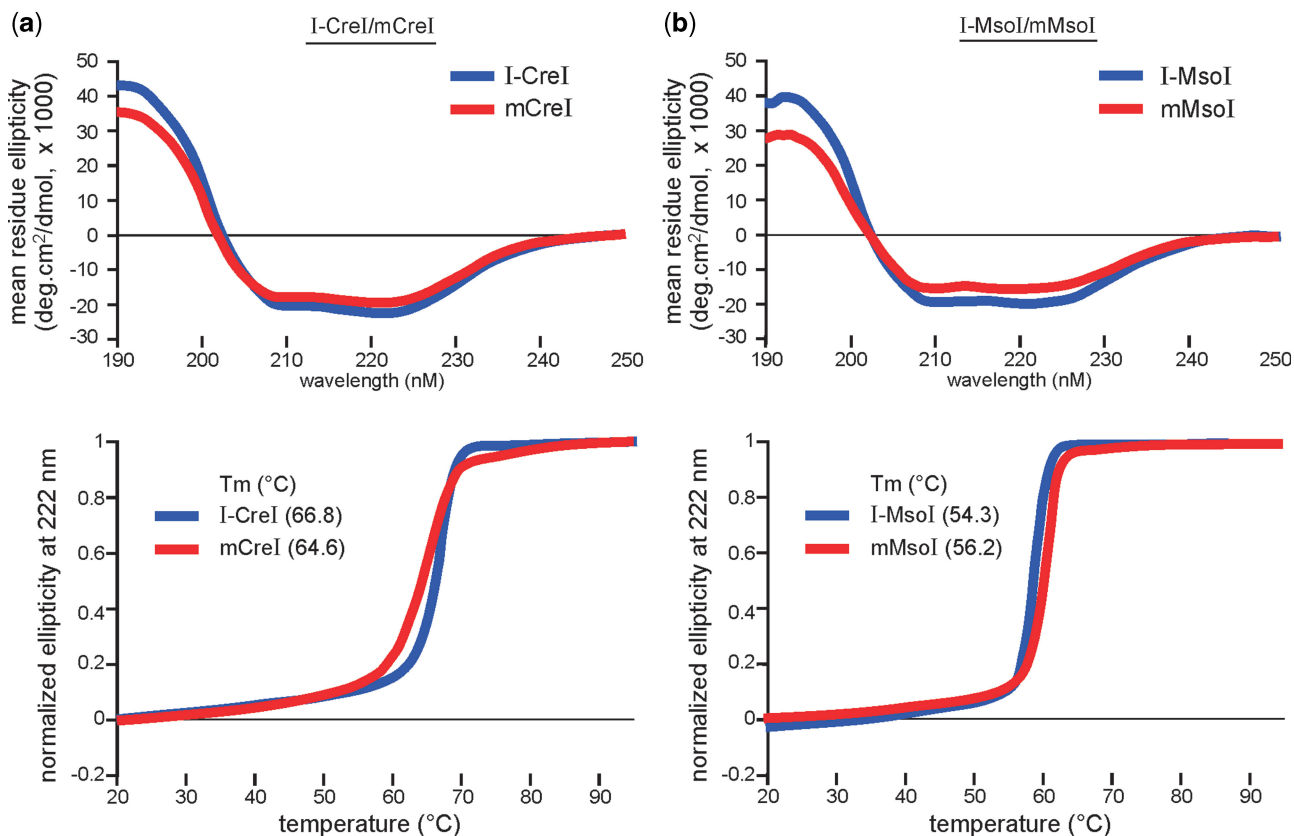 (a)
I-CreI/mCreI
mean residue ellipticity
(deg.cm²/dmol, x 1000)
50
40
30
20
10
0
-10
-20
-30
I-CreI
mCreI
190 200 210 220 230 240 250
wavelength (nM)
(b)
I-MsoI/mMsoI
mean residue ellipticity
(deg.cm²/dmol, x 1000)
50
40
30
20
10
0
-10
-20
-30
I-MsoI
mMsoI
190 200 210 220 230 240 250
wavelength (nM)
normalized ellipticity at 222 nm
1
0.8
0.6
0.4
0.2
0
-0.2
Tm (°C)
I-CreI (66.8)
mCreI (64.6)
20 30 40 50 60 70 80 90
temperature (°C)
normalized ellipticity at 222 nm
1
0.8
0.6
0.4
0.2
0
-0.2
Tm (°C)
I-MsoI (54.3)
mMsoI (56.2)
20 30 40 50 60 70 80 90
temperature (°C)